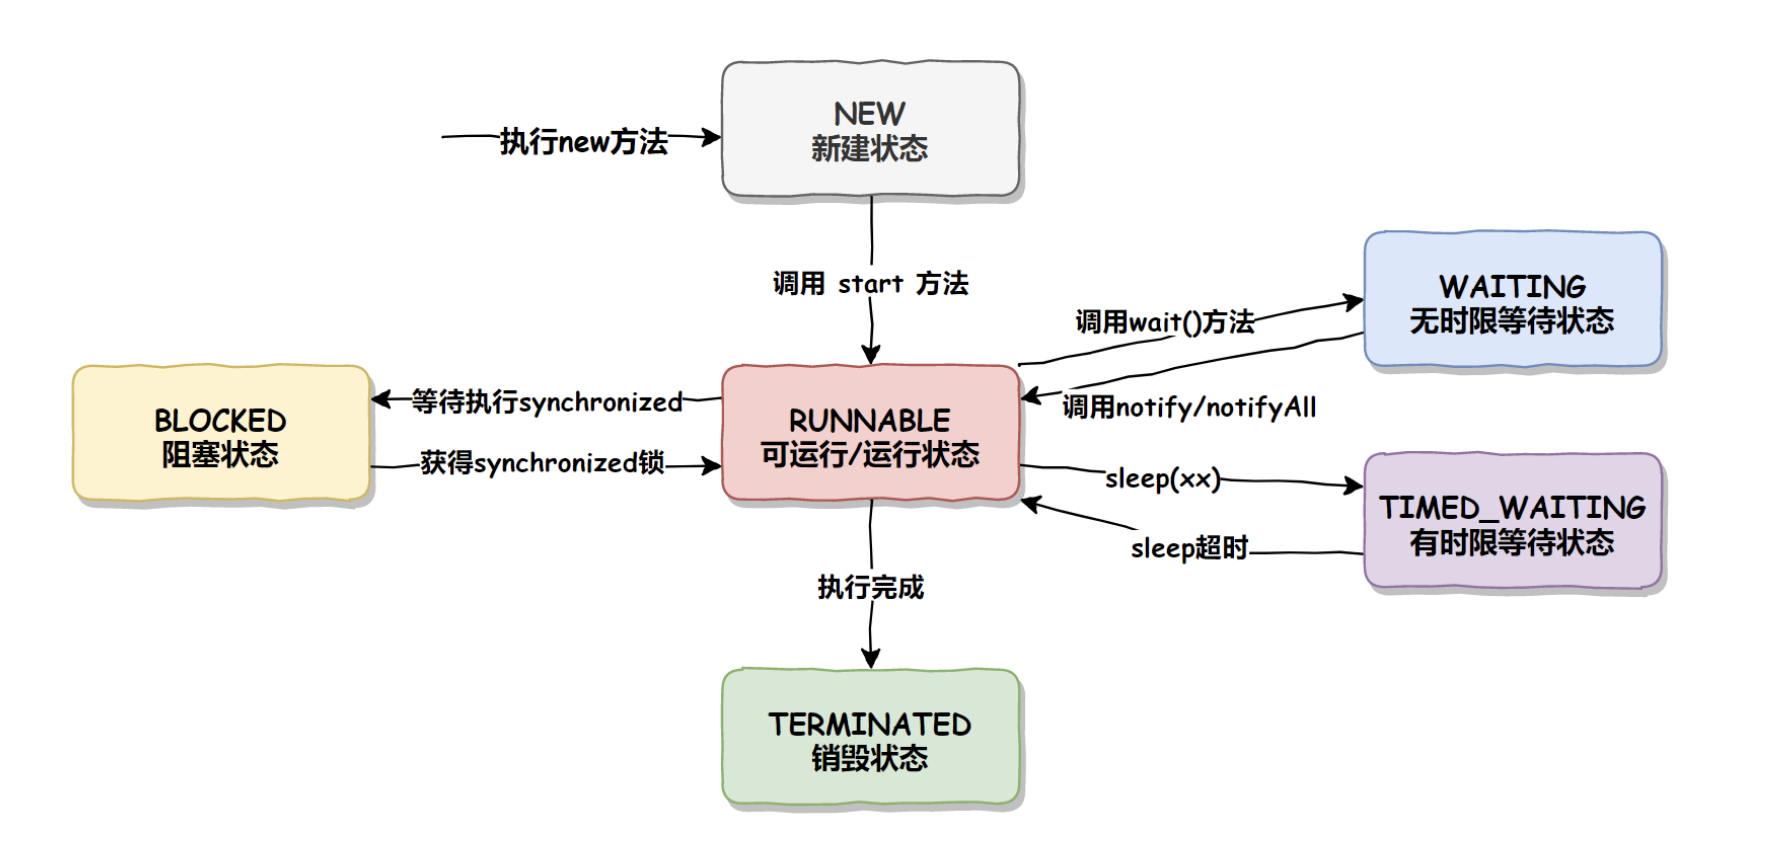 NEW
新建状态
执行new方法
调用 start 方法
WAITING
无时限等待状态
调用wait()方法
调用notify/notifyAll
BLOCKED
阻塞状态
等待执行synchronized
获得synchronized锁
RUNNABLE
可运行/运行状态
sleep(xx)
sleep超时
TIMED_WAITING
有时限等待状态
执行完成
TERMINATED
销毁状态